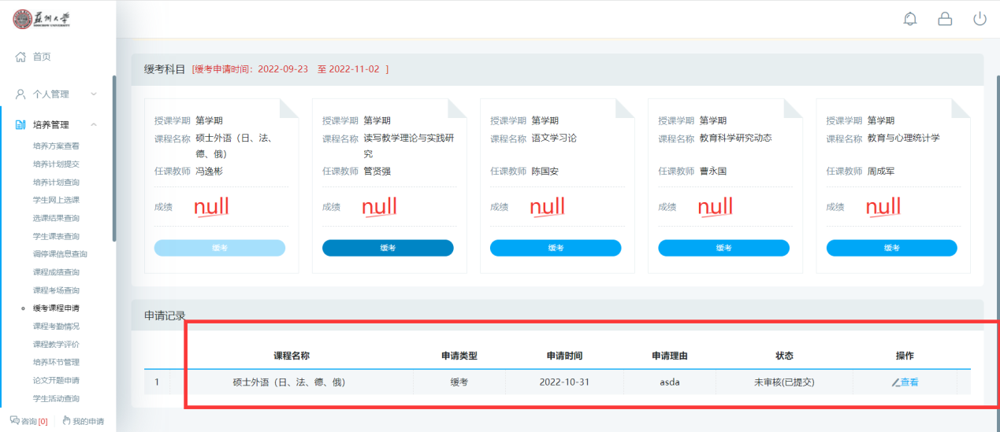 蘇州大學
SOOCHOW UNIVERSITY
首页
个人管理
培养管理
培养方案查看
培养计划提交
培养计划查询
学生网上选课
选课结果查询
学生课表查询
调停课信息查询
课程成绩查询
课程考场查询
缓考课程申请
课程考勤情况
课程教学评价
培养环节管理
论文开题申请
学生活动查询
咨询[0] 我的申请
缓考科目 [缓考申请时间：2022-09-23 至 2022-11-02 ]
授课学期 第学期
课程名称 硕士外语（日、法、
德、俄）
任课教师 冯逸彬
成绩 null
缓考
授课学期 第学期
课程名称 读写教学理论与实践研
究
任课教师 管贤强
成绩 null
缓考
授课学期 第学期
课程名称 语文学习论
任课教师 陈国安
成绩 null
缓考
授课学期 第学期
课程名称 教育科学研究动态
任课教师 曹永国
成绩 null
缓考
授课学期 第学期
课程名称 教育与心理统计学
任课教师 周成军
成绩 null
缓考
申请记录
课程名称 申请类型 申请时间 申请理由 状态 操作
1 硕士外语（日、法、德、俄） 缓考 2022-10-31 asda 未审核(已提交) 查看